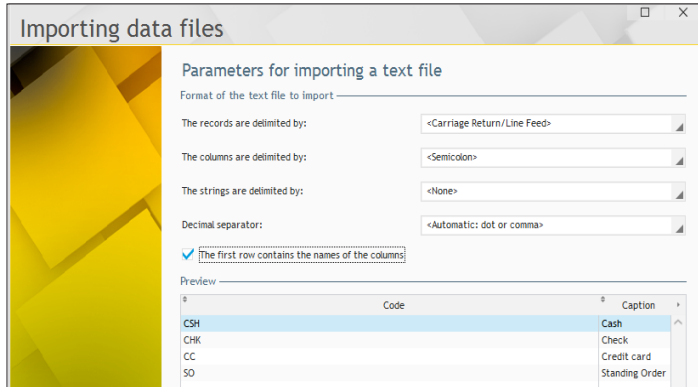 Importing data files
Parameters for importing a text file
Format of the text file to import
The records are delimited by: <Carriage Return/Line Feed>
The columns are delimited by: <Semicolon>
The strings are delimited by: <None>
Decimal separator: <Automatic: dot or comma>
The first row contains the names of the columns
Preview
Code Caption
CSH Cash
CHK Check
CC Credit card
SO Standing Order